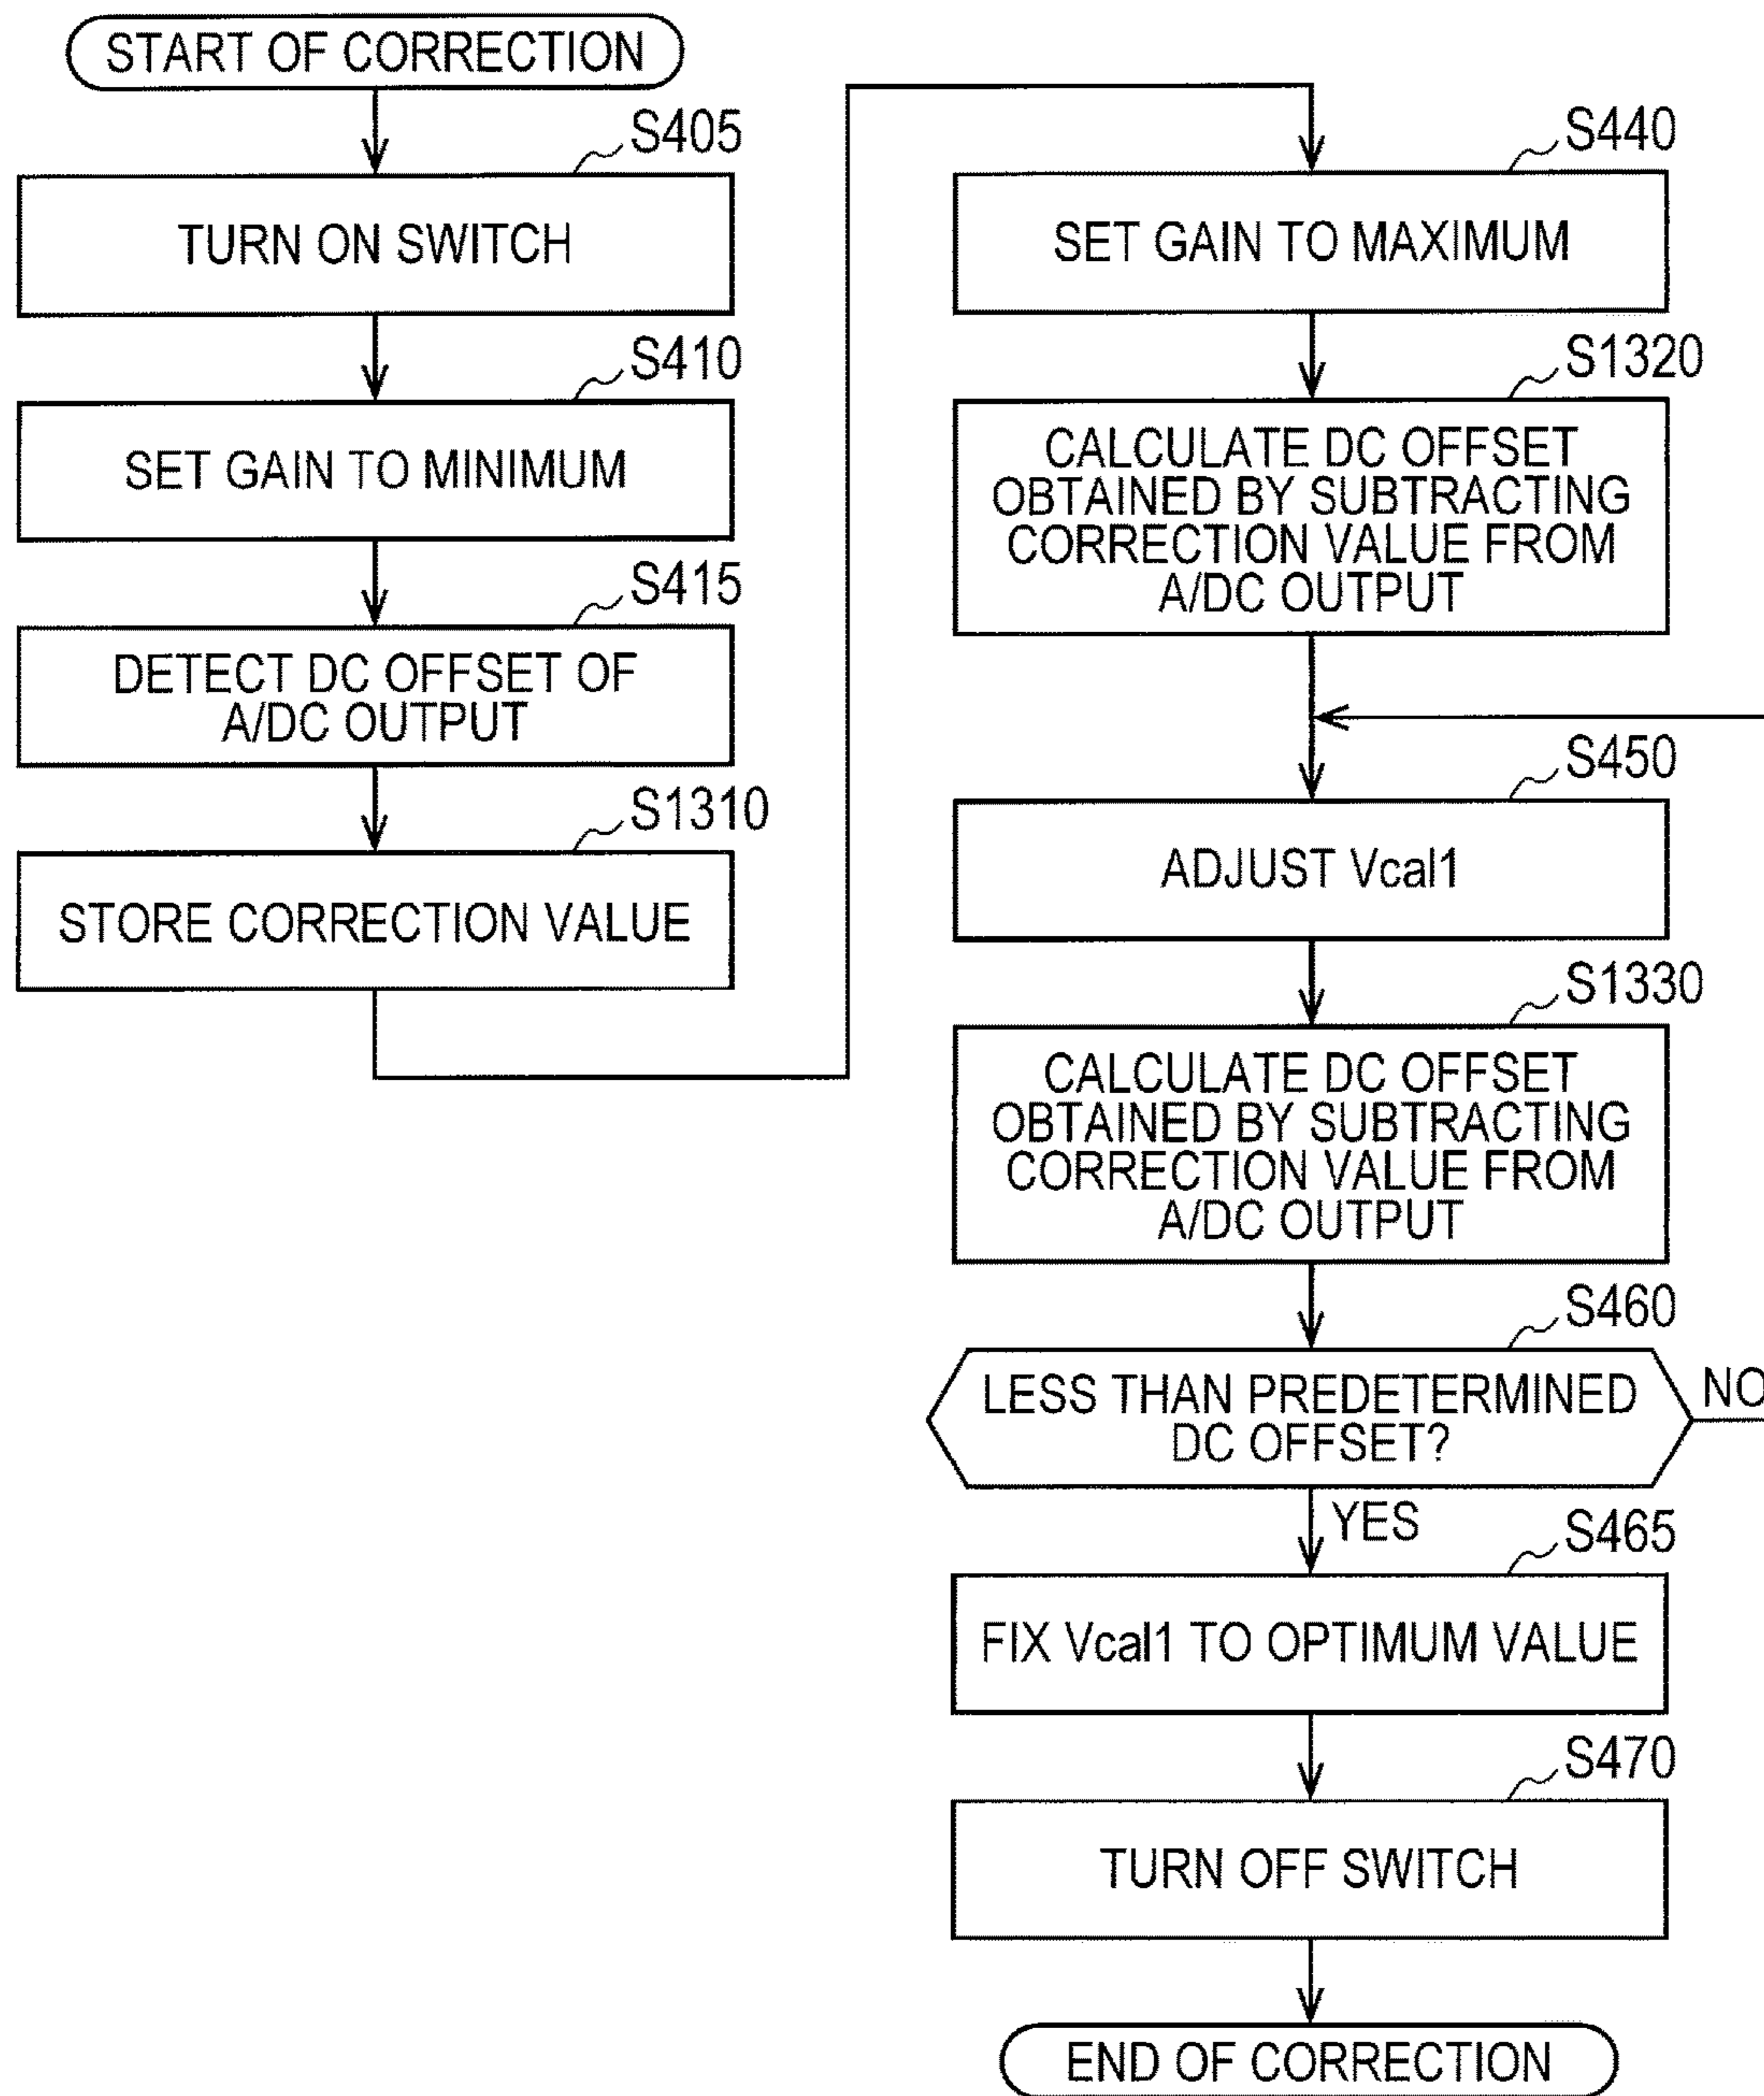 START OF CORRECTION
S405
TURN ON SWITCH
S410
SET GAIN TO MINIMUM
S415
DETECT DC OFFSET OF
A/DC OUTPUT
S1310
STORE CORRECTION VALUE
S440
SET GAIN TO MAXIMUM
S1320
CALCULATE DC OFFSET
OBTAINED BY SUBTRACTING
CORRECTION VALUE FROM
A/DC OUTPUT
S450
ADJUST Vcal1
S1330
CALCULATE DC OFFSET
OBTAINED BY SUBTRACTING
CORRECTION VALUE FROM
A/DC OUTPUT
S460
LESS THAN PREDETERMINED
DC OFFSET?
NO
YES
S465
FIX Vcal1 TO OPTIMUM VALUE
S470
TURN OFF SWITCH
END OF CORRECTION